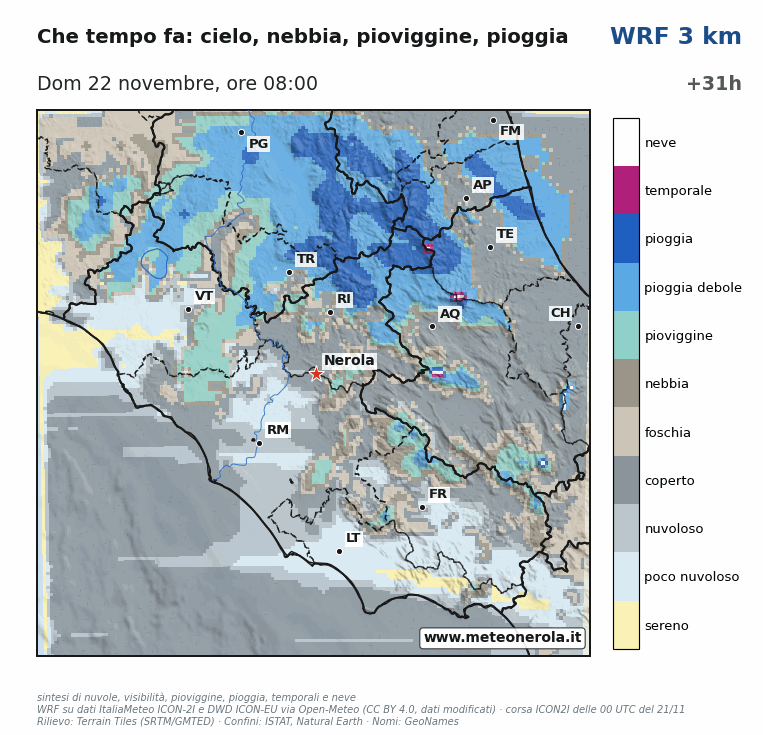 Che tempo fa: cielo, nebbia, pioviggine, pioggia
WRF 3 km
Dom 22 novembre, ore 08:00
+31h
FM
PG
AP
TE
TR
VT
RI
AQ
CH
Nerola
RM
FR
LT
www.meteonerola.it
neve
temporale
pioggia
pioggia debole
pioviggine
nebbia
foschia
coperto
nuvoloso
poco nuvoloso
sereno
sintesi di nuvole, visibilità, pioviggine, pioggia, temporali e neve
WRF su dati ItaliaMeteo ICON-2I e DWD ICON-EU via Open-Meteo (CC BY 4.0, dati modificati) · corsa ICON2I delle 00 UTC del 21/11
Rilievo: Terrain Tiles (SRTM/GMTED) · Confini: ISTAT, Natural Earth · Nomi: GeoNames